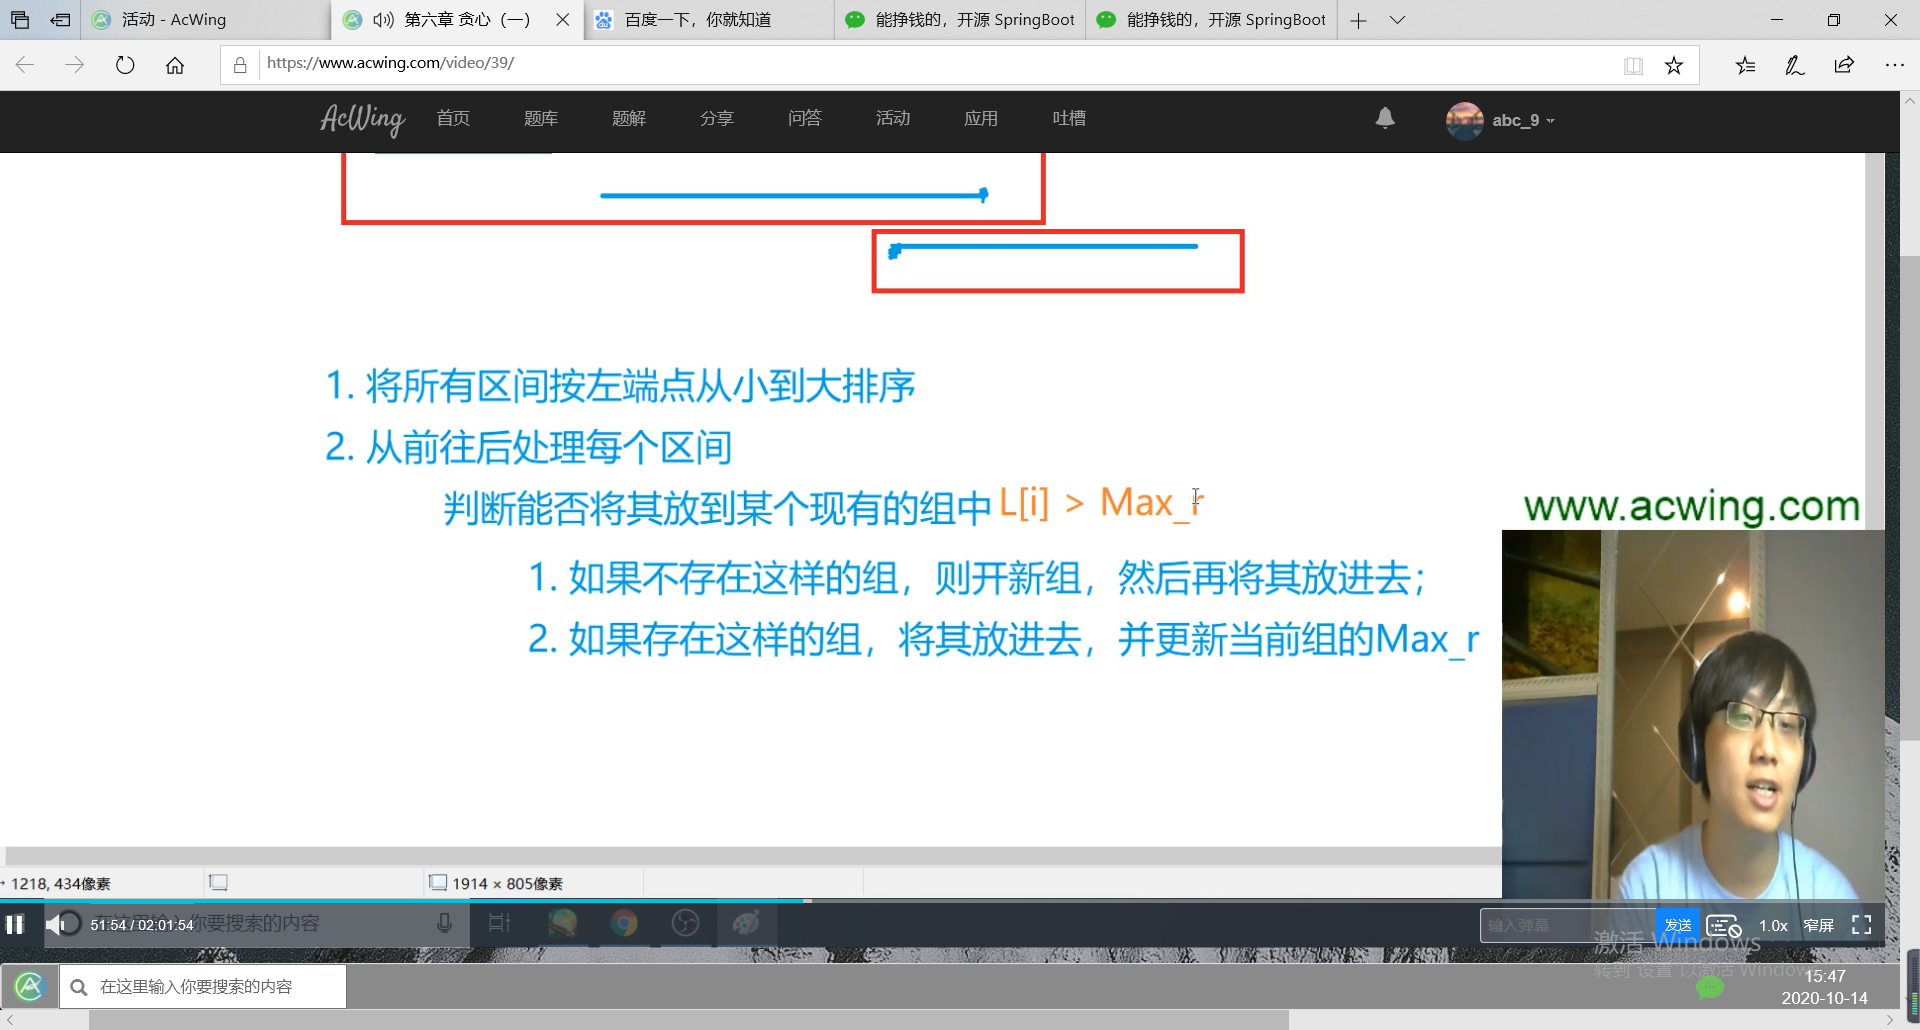 活动 - AcWing
第六章 贪心（一）
百度一下，你就知道
能挣钱的，开源 SpringBoot
能挣钱的，开源 SpringBoot
https://www.acwing.com/video/39/
AcWing 首页 题库 题解 分享 问答 活动 应用 吐槽 abc_9
1. 将所有区间按左端点从小到大排序
2. 从前往后处理每个区间
判断能否将其放到某个现有的组中 L[i] > Max_r
www.acwing.com
1. 如果不存在这样的组，则开新组，然后再将其放进去；
2. 如果存在这样的组，将其放进去，并更新当前组的Max_r
1218, 434像素 1914 × 805像素
在这里输入你要搜索的内容
51:54 / 02:01:54 输入弹幕 发送 1.0x 窄屏
激活 Windows
转到"设置"以激活 Windows
在这里输入你要搜索的内容
15:47
2020-10-14